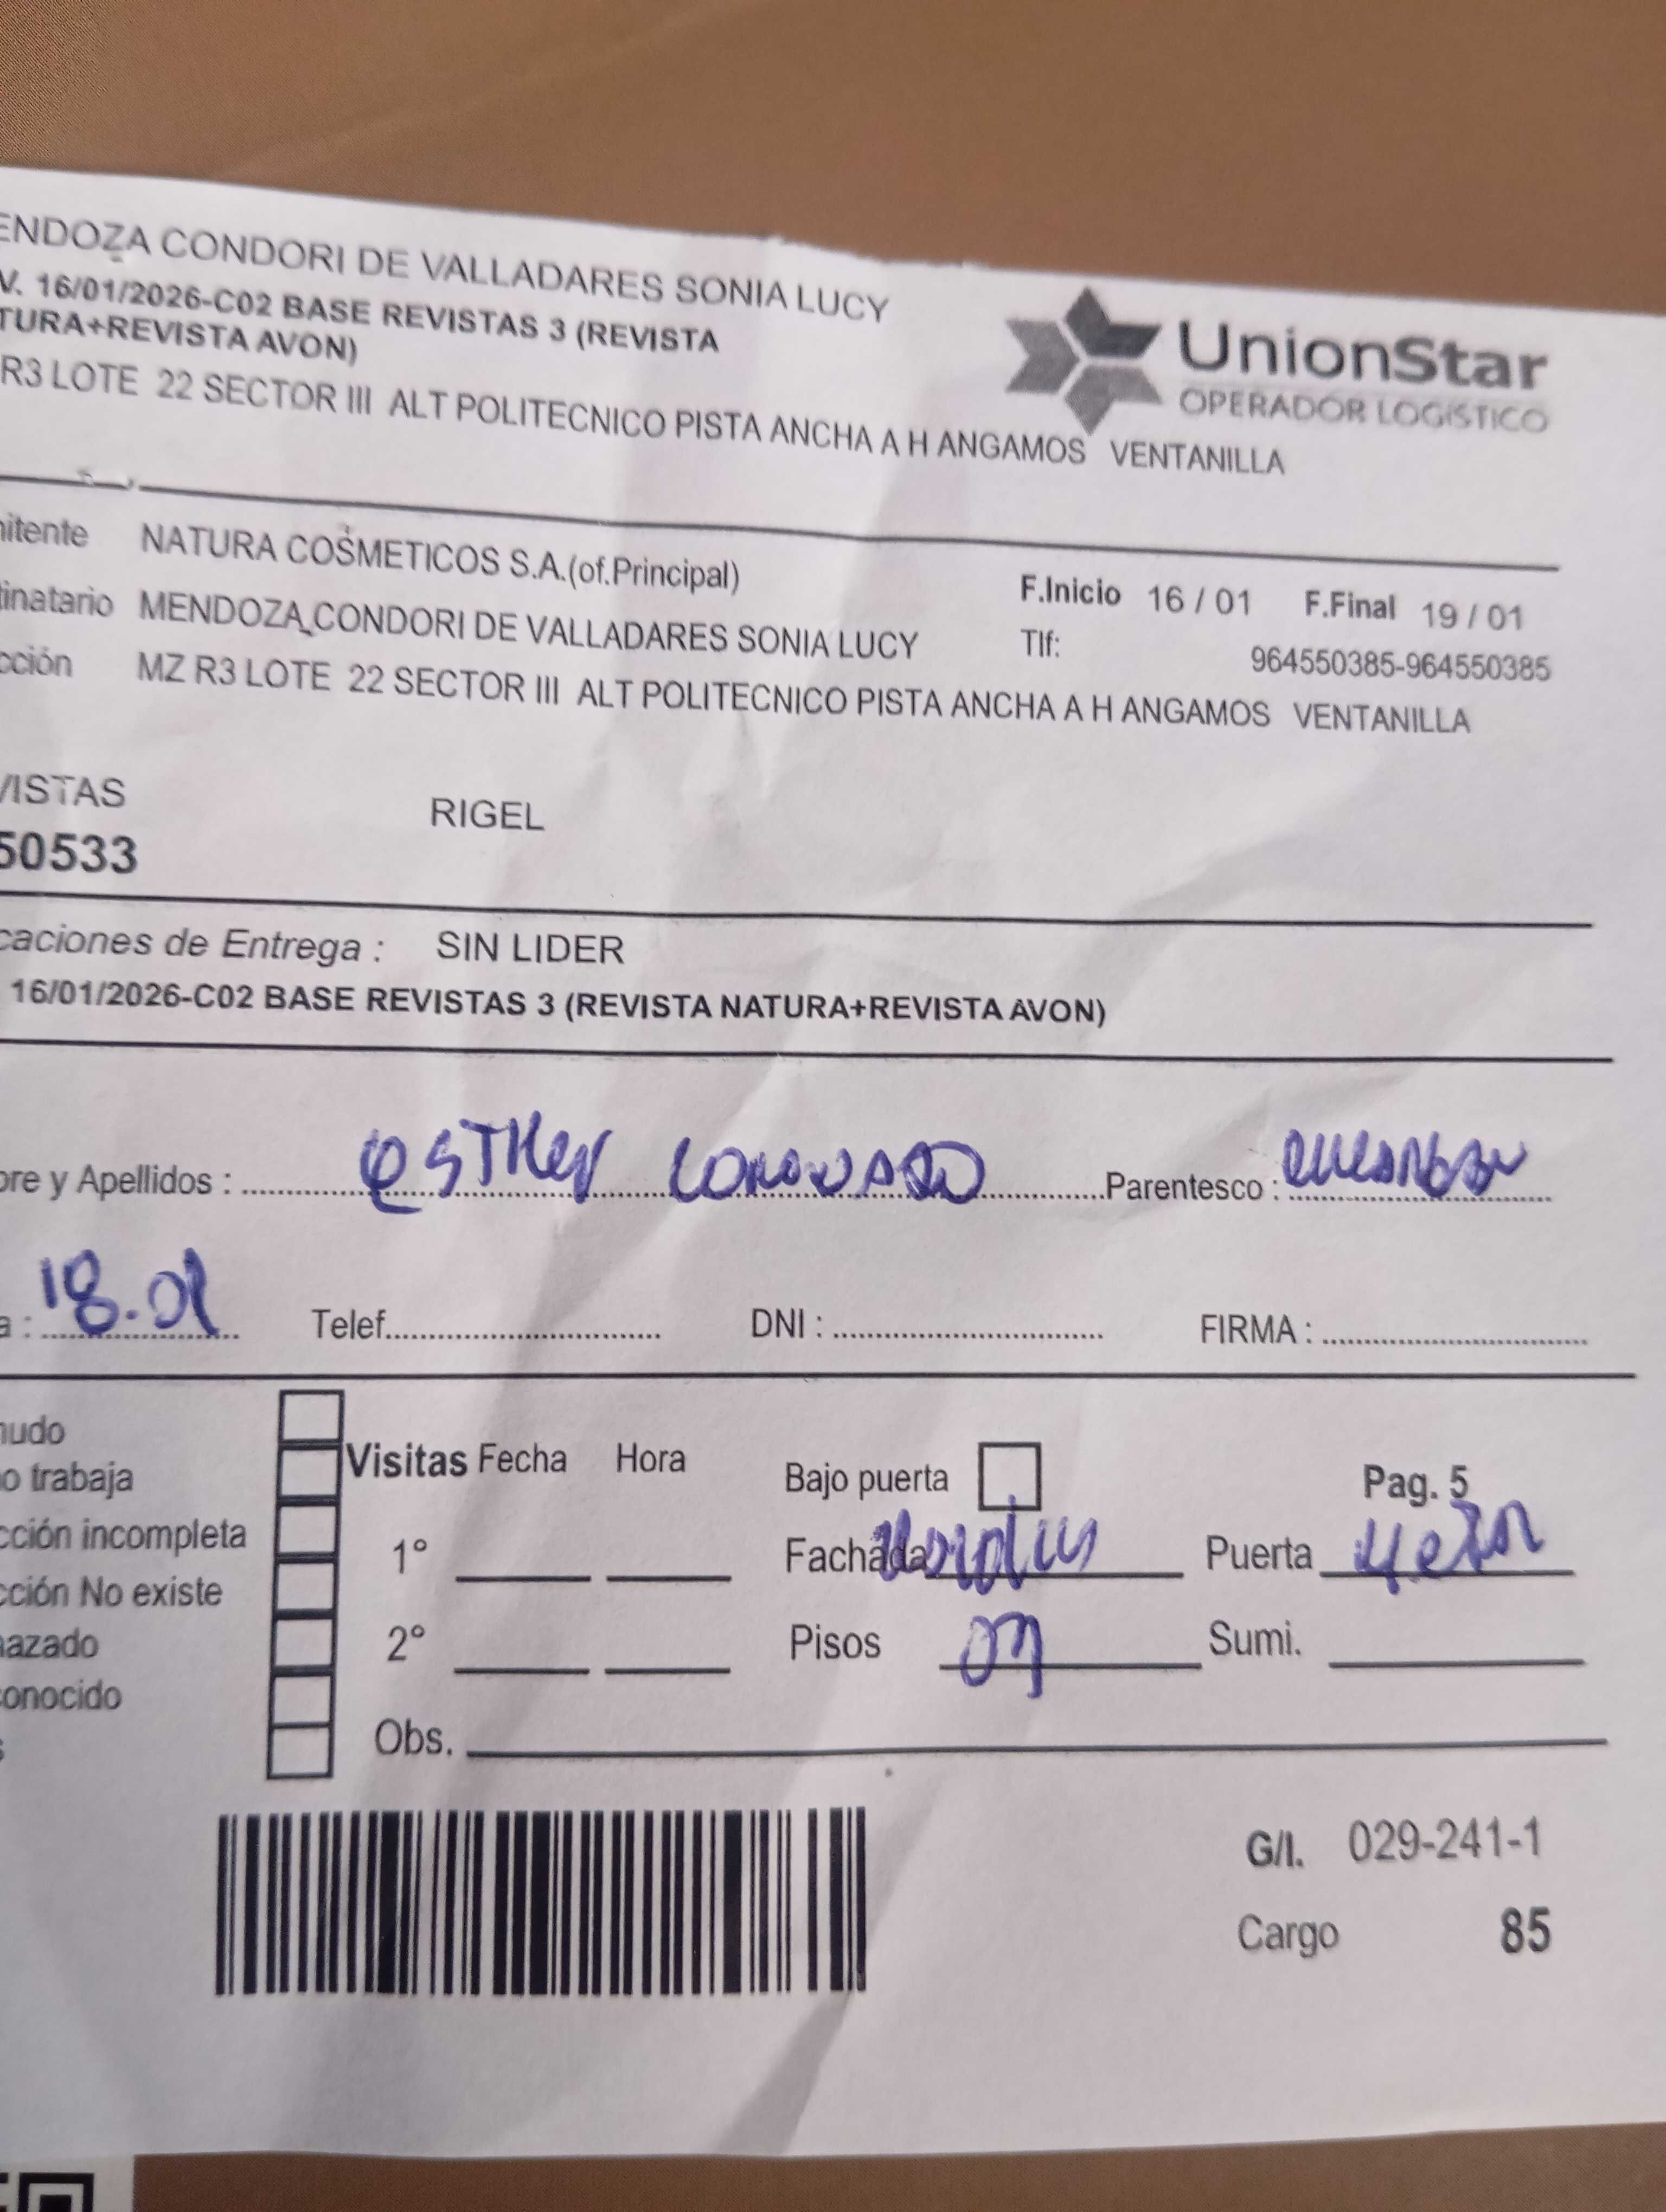 ENDOZA CONDORI DE VALLADARES SONIA LUCY
V. 16/01/2026-C02 BASE REVISTAS 3 (REVISTA
TURA+REVISTA AVON)
R3 LOTE 22 SECTOR III ALT POLITECNICO PISTA ANCHA A H ANGAMOS VENTANILLA
UnionStar
OPERADOR LOGÍSTICO
nitente NATURA COSMETICOS S.A.(of.Principal)
F.Inicio 16 / 01 F.Final 19 / 01
tinatario MENDOZA CONDORI DE VALLADARES SONIA LUCY
Tlf: 964550385-964550385
cción MZ R3 LOTE 22 SECTOR III ALT POLITECNICO PISTA ANCHA A H ANGAMOS VENTANILLA
VISTAS RIGEL
50533
caciones de Entrega : SIN LIDER
16/01/2026-C02 BASE REVISTAS 3 (REVISTA NATURA+REVISTA AVON)
bre y Apellidos : ESTHER CORONADO Parentesco :
a : 18.01 Telef. DNI : FIRMA :
nudo
o trabaja
cción incompleta
cción No existe
hazado
conocido
s
Visitas Fecha Hora
1°
2°
Obs.
Bajo puerta Pag. 5
Fachada Puerta
Pisos Sumi.
G/I. 029-241-1
Cargo 85